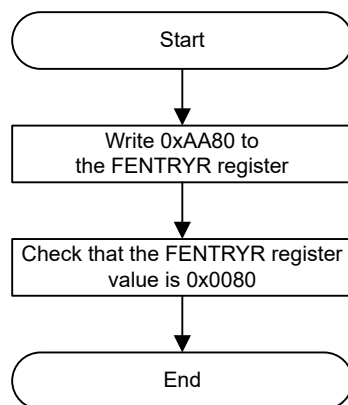 Start
Write 0xAA80 to
the FENTRYR register
Check that the FENTRYR register
value is 0x0080
End